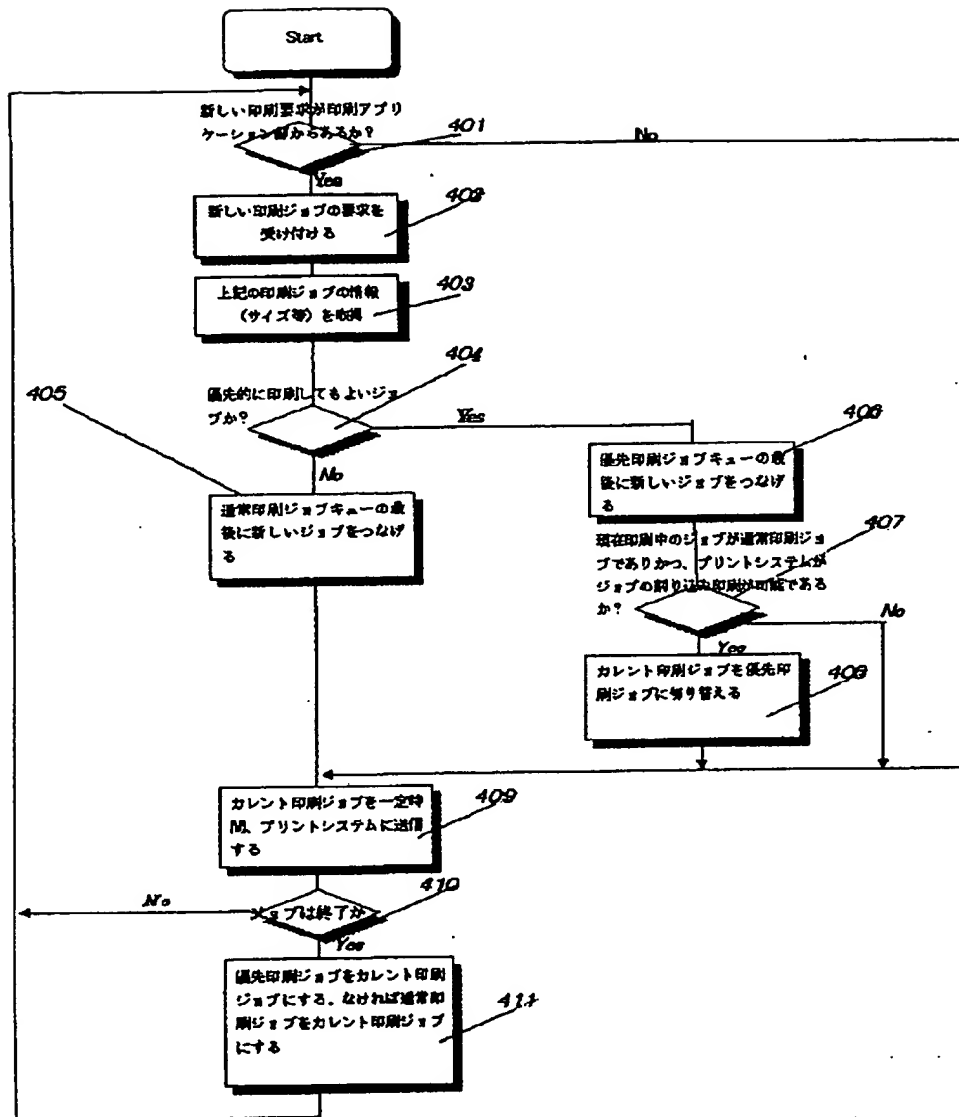 Start
新しい印刷要求が印刷アプリ
ケーション部からあるか?
401
No
Yes
402
新しい印刷ジョブの要求を
受け付ける
403
上記の印刷ジョブの情報
(サイズ等)を取得
404
405
優先的に印刷してもよいジョ
ブか?
Yes
No
406
優先印刷ジョブキューの最
後に新しいジョブをつなげ
る
通常印刷ジョブキューの最
後に新しいジョブをつなげ
る
407
現在印刷中のジョブが通常印刷ジョ
ブでありかつ、プリントシステムが
ジョブの割り込み印刷が可能である
か?
No
Yes
408
カレント印刷ジョブを優先印
刷ジョブに切り替える
409
カレント印刷ジョブを一定時
間、プリントシステムに送信
する
410
No
ジョブは終了か
Yes
優先印刷ジョブをカレント印刷
ジョブにする、なければ通常印
刷ジョブをカレント印刷ジョブ
にする
411